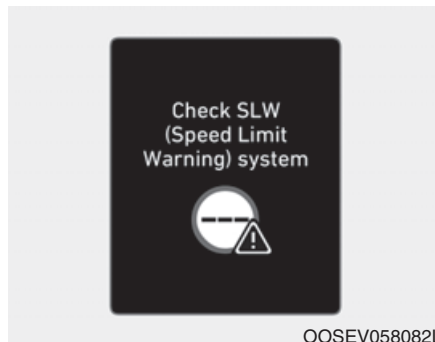 Check SLW
(Speed Limit
Warning) system
---
OOSEV058082L